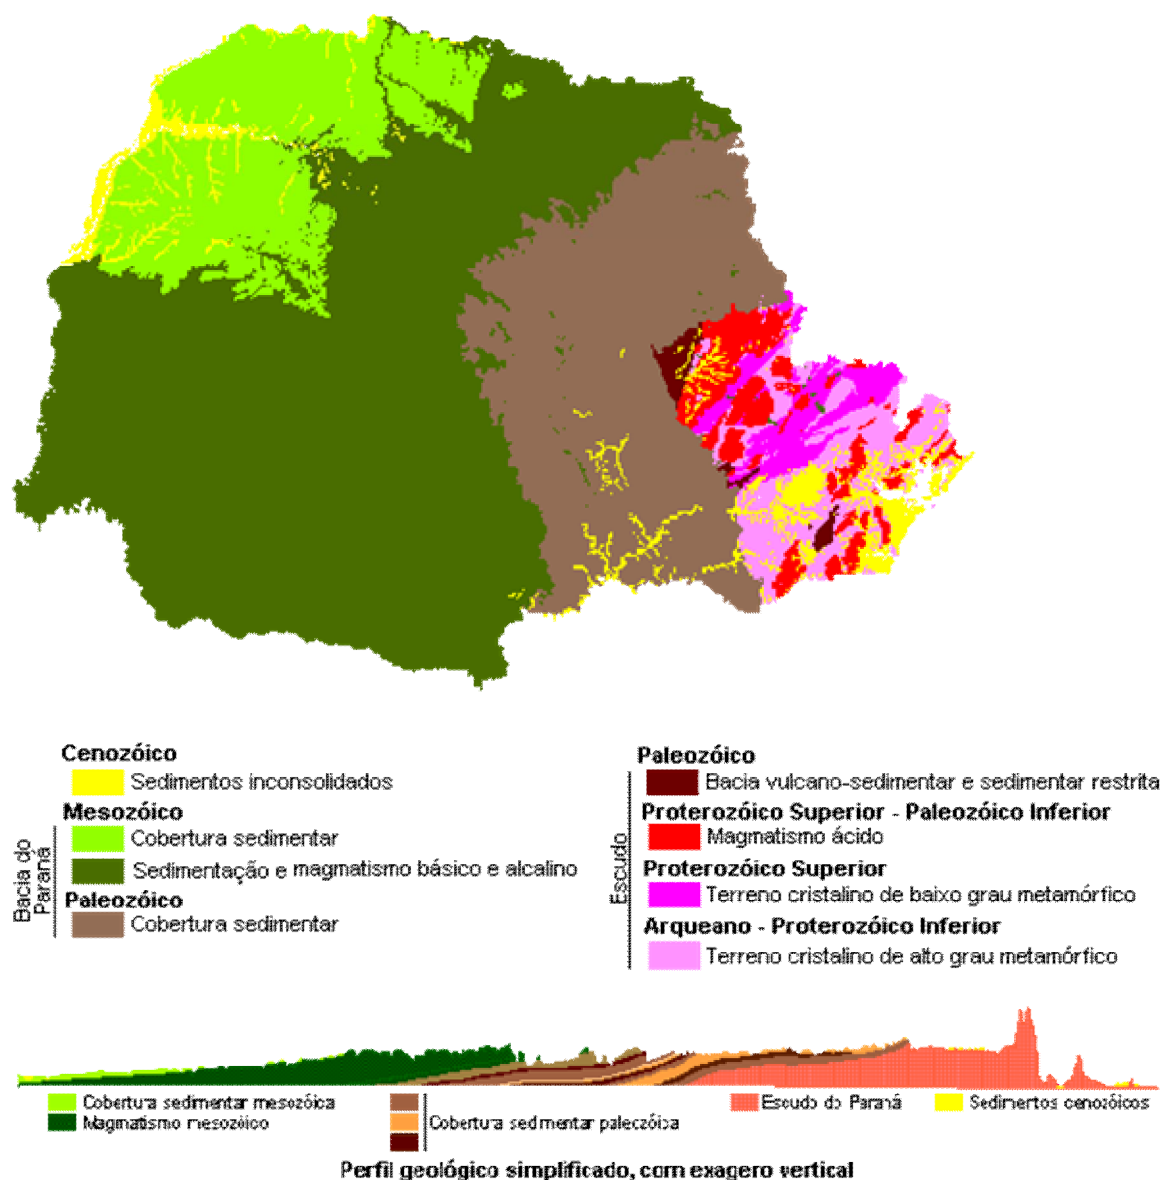 Cenozóico
Sedimentos inconsolidados
Mesozóico
Cobertura sedimentar
Sedimentação e magmatismo básico e alcalino
Paleozóico
Cobertura sedimentar
Bacia do
Paraná
Paleozóico
Bacia vulcano-sedimentar e sedimentar restrita
Proterozóico Superior - Paleozóico Inferior
Magmatismo ácido
Proterozóico Superior
Terreno cristalino de baixo grau metamórfico
Arqueano - Proterozóico Inferior
Terreno cristalino de alto grau metamórfico
Escudo
Cobertura sedimentar mesozóica
Magmatismo mesozóico
Cobertura sedimentar paleozóica
Escudo do Paraná
Sedimentos cenozóicos
Perfil geológico simplificado, com exagero vertical